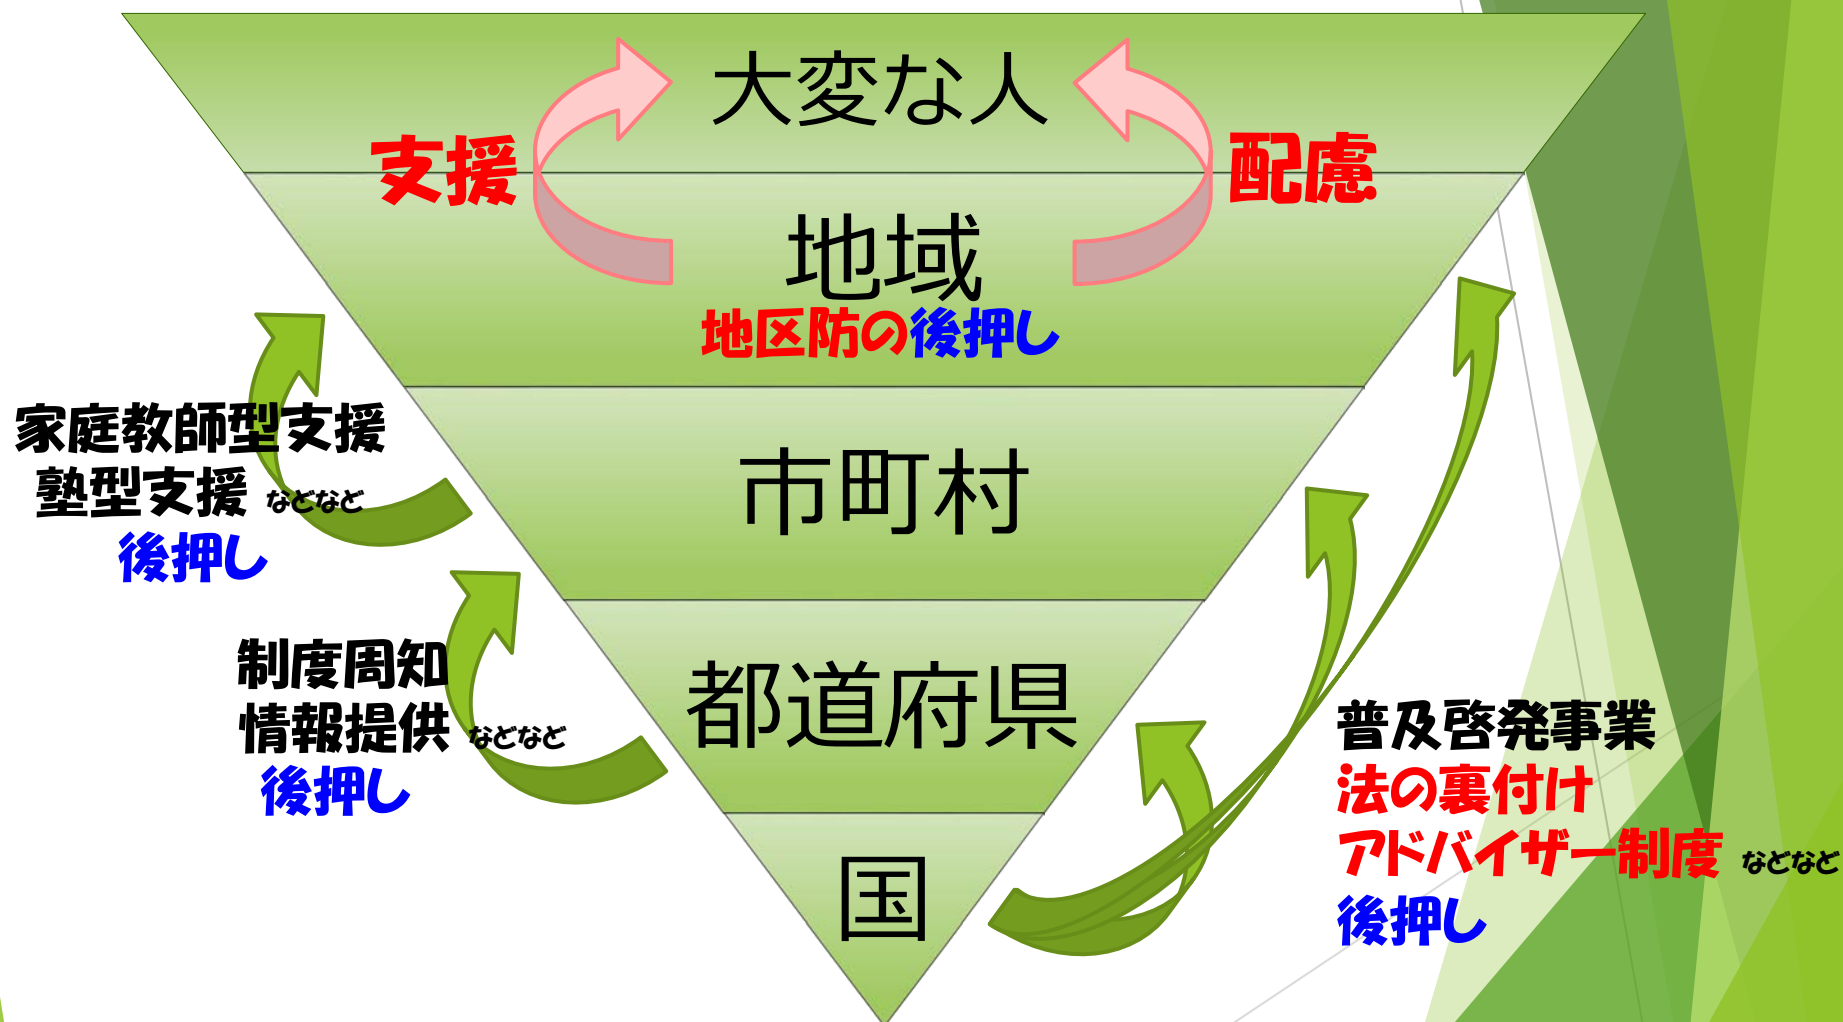 大変な人
支援
配慮
地域
地区防の後押し
家庭教師型支援
塾型支援 などなど
後押し
市町村
制度周知
情報提供 などなど
後押し
都道府県
普及啓発事業
法の裏付け
アドバイザー制度 などなど
後押し
国